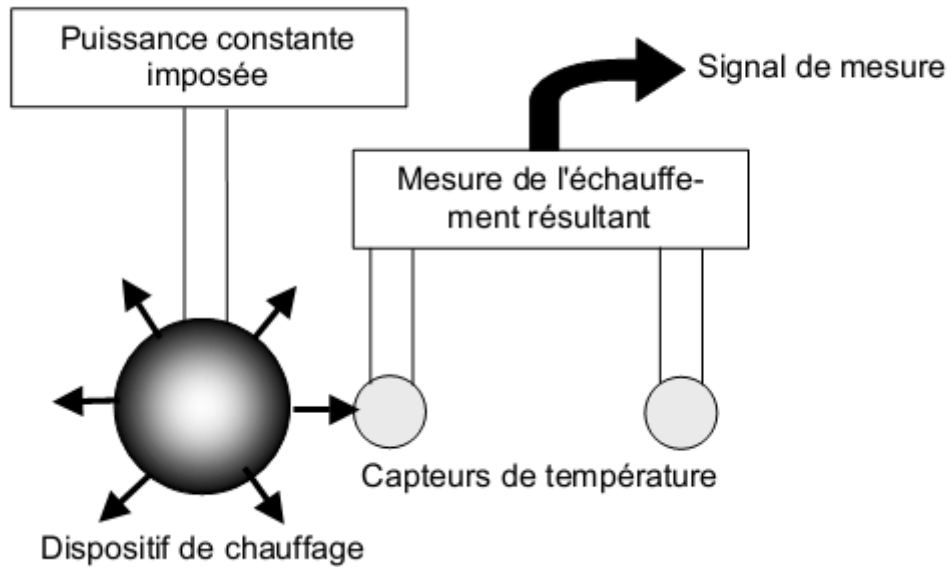 Puissance constante
imposée
Signal de mesure
Mesure de l'échauffe-
ment résultant
Capteurs de température
Dispositif de chauffage